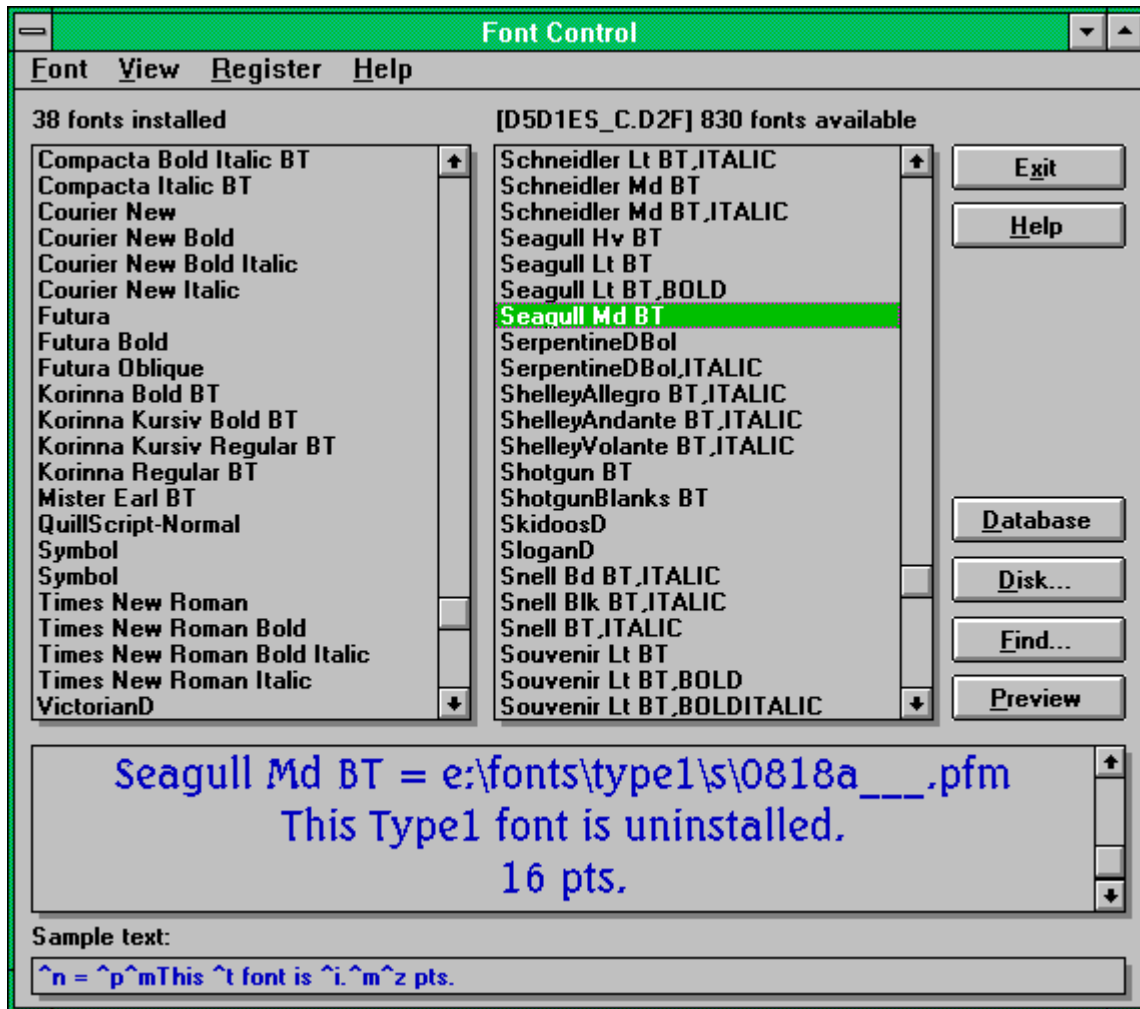 Font Control
Font View Register Help
38 fonts installed
Compacta Bold Italic BT
Compacta Italic BT
Courier New
Courier New Bold
Courier New Bold Italic
Courier New Italic
Futura
Futura Bold
Futura Oblique
Korinna Bold BT
Korinna Kursiv Bold BT
Korinna Kursiv Regular BT
Korinna Regular BT
Mister Earl BT
QuillScript-Normal
Symbol
Symbol
Times New Roman
Times New Roman Bold
Times New Roman Bold Italic
Times New Roman Italic
VictorianD
[D5D1ES_C.D2F] 830 fonts available
Schneidler Lt BT,ITALIC
Schneidler Md BT
Schneidler Md BT,ITALIC
Seagull Hv BT
Seagull Lt BT
Seagull Lt BT,BOLD
Seagull Md BT
SerpentineDBol
SerpentineDBol,ITALIC
ShelleyAllegro BT,ITALIC
ShelleyAndante BT,ITALIC
ShelleyVolante BT,ITALIC
Shotgun BT
ShotgunBlanks BT
SkidoosD
SloganD
Snell Bd BT,ITALIC
Snell Blk BT,ITALIC
Snell BT,ITALIC
Souvenir Lt BT
Souvenir Lt BT,BOLD
Souvenir Lt BT,BOLDITALIC
Exit
Help
Database
Disk...
Find...
Preview
Seagull Md BT = e:\fonts\type1\s\0818a___.pfm
This Type1 font is uninstalled.
16 pts.
Sample text:
^n = ^p^mThis ^t font is ^i.^m^z pts.